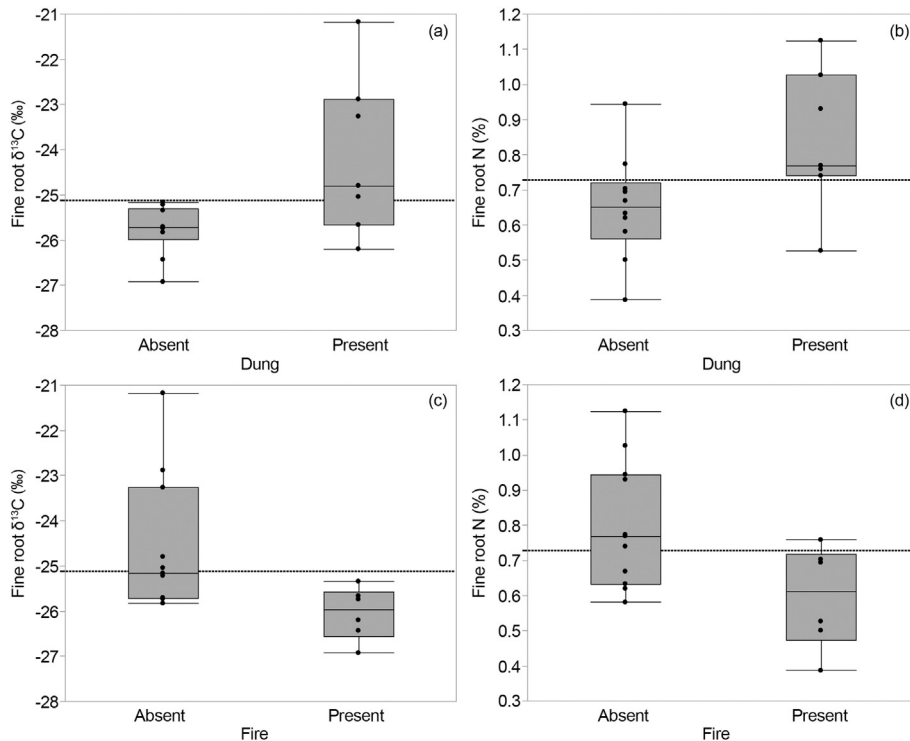 (a)
Fine root δ¹³C (‰)
-21
-22
-23
-24
-25
-26
-27
-28
Absent
Present
Dung
(b)
Fine root N (%)
1.2
1.1
1.0
0.9
0.8
0.7
0.6
0.5
0.4
0.3
Absent
Present
Dung
(c)
Fine root δ¹³C (‰)
-21
-22
-23
-24
-25
-26
-27
-28
Absent
Present
Fire
(d)
Fine root N (%)
1.2
1.1
1.0
0.9
0.8
0.7
0.6
0.5
0.4
0.3
Absent
Present
Fire